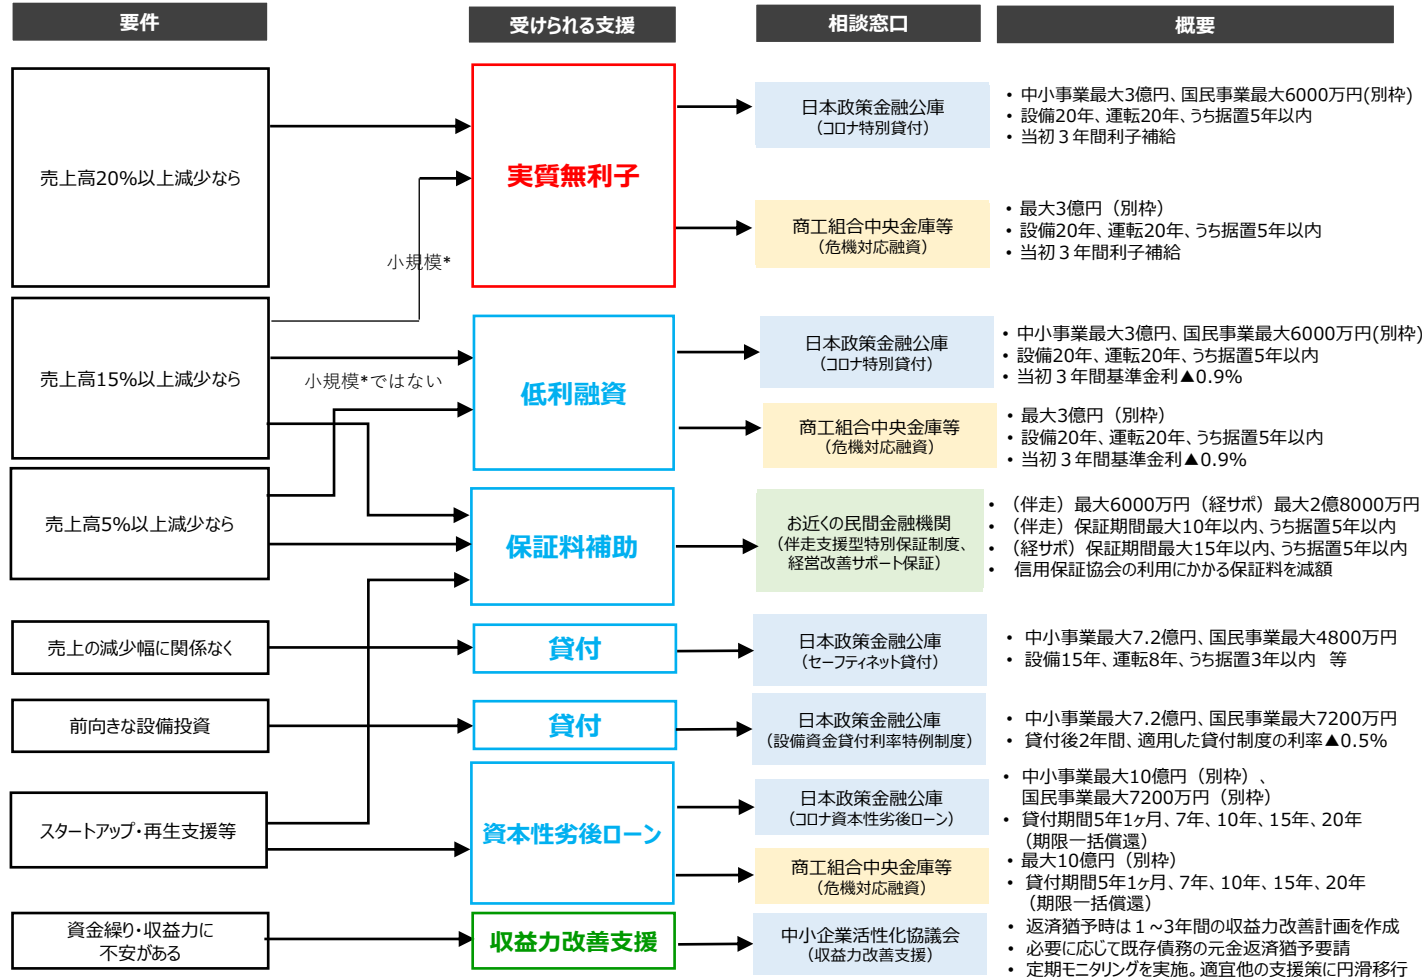 要件
受けられる支援
相談窓口
概要
売上高20%以上減少なら
実質無利子
日本政策金融公庫
（コロナ特別貸付）
• 中小事業最大3億円、国民事業最大6000万円(別枠)
• 設備20年、運転20年、うち据置5年以内
• 当初３年間利子補給
商工組合中央金庫等
（危機対応融資）
• 最大3億円（別枠）
• 設備20年、運転20年、うち据置5年以内
• 当初３年間利子補給
小規模*
売上高15%以上減少なら
小規模*ではない
低利融資
日本政策金融公庫
（コロナ特別貸付）
• 中小事業最大3億円、国民事業最大6000万円(別枠)
• 設備20年、運転20年、うち据置5年以内
• 当初３年間基準金利▲0.9%
商工組合中央金庫等
（危機対応融資）
• 最大3億円（別枠）
• 設備20年、運転20年、うち据置5年以内
• 当初３年間基準金利▲0.9%
売上高5%以上減少なら
保証料補助
お近くの民間金融機関
（伴走支援型特別保証制度、
経営改善サポート保証）
• （伴走）最大6000万円（経サポ）最大2億8000万円
• （伴走）保証期間最大10年以内、うち据置5年以内
• （経サポ）保証期間最大15年以内、うち据置5年以内
• 信用保証協会の利用にかかる保証料を減額
売上の減少幅に関係なく
貸付
日本政策金融公庫
（セーフティネット貸付）
• 中小事業最大7.2億円、国民事業最大4800万円
• 設備15年、運転8年、うち据置3年以内 等
前向きな設備投資
貸付
日本政策金融公庫
（設備資金貸付利率特例制度）
• 中小事業最大7.2億円、国民事業最大7200万円
• 貸付後2年間、適用した貸付制度の利率▲0.5%
スタートアップ・再生支援等
資本性劣後ローン
日本政策金融公庫
（コロナ資本性劣後ローン）
• 中小事業最大10億円（別枠）、
国民事業最大7200万円（別枠）
• 貸付期間5年1ヶ月、7年、10年、15年、20年
（期限一括償還）
商工組合中央金庫等
（危機対応融資）
• 最大10億円（別枠）
• 貸付期間5年1ヶ月、7年、10年、15年、20年
（期限一括償還）
資金繰り・収益力に
不安がある
収益力改善支援
中小企業活性化協議会
（収益力改善支援）
• 返済猶予時は１~3年間の収益力改善計画を作成
• 必要に応じて既存債務の元金返済猶予要請
• 定期モニタリングを実施。適宜他の支援策に円滑移行